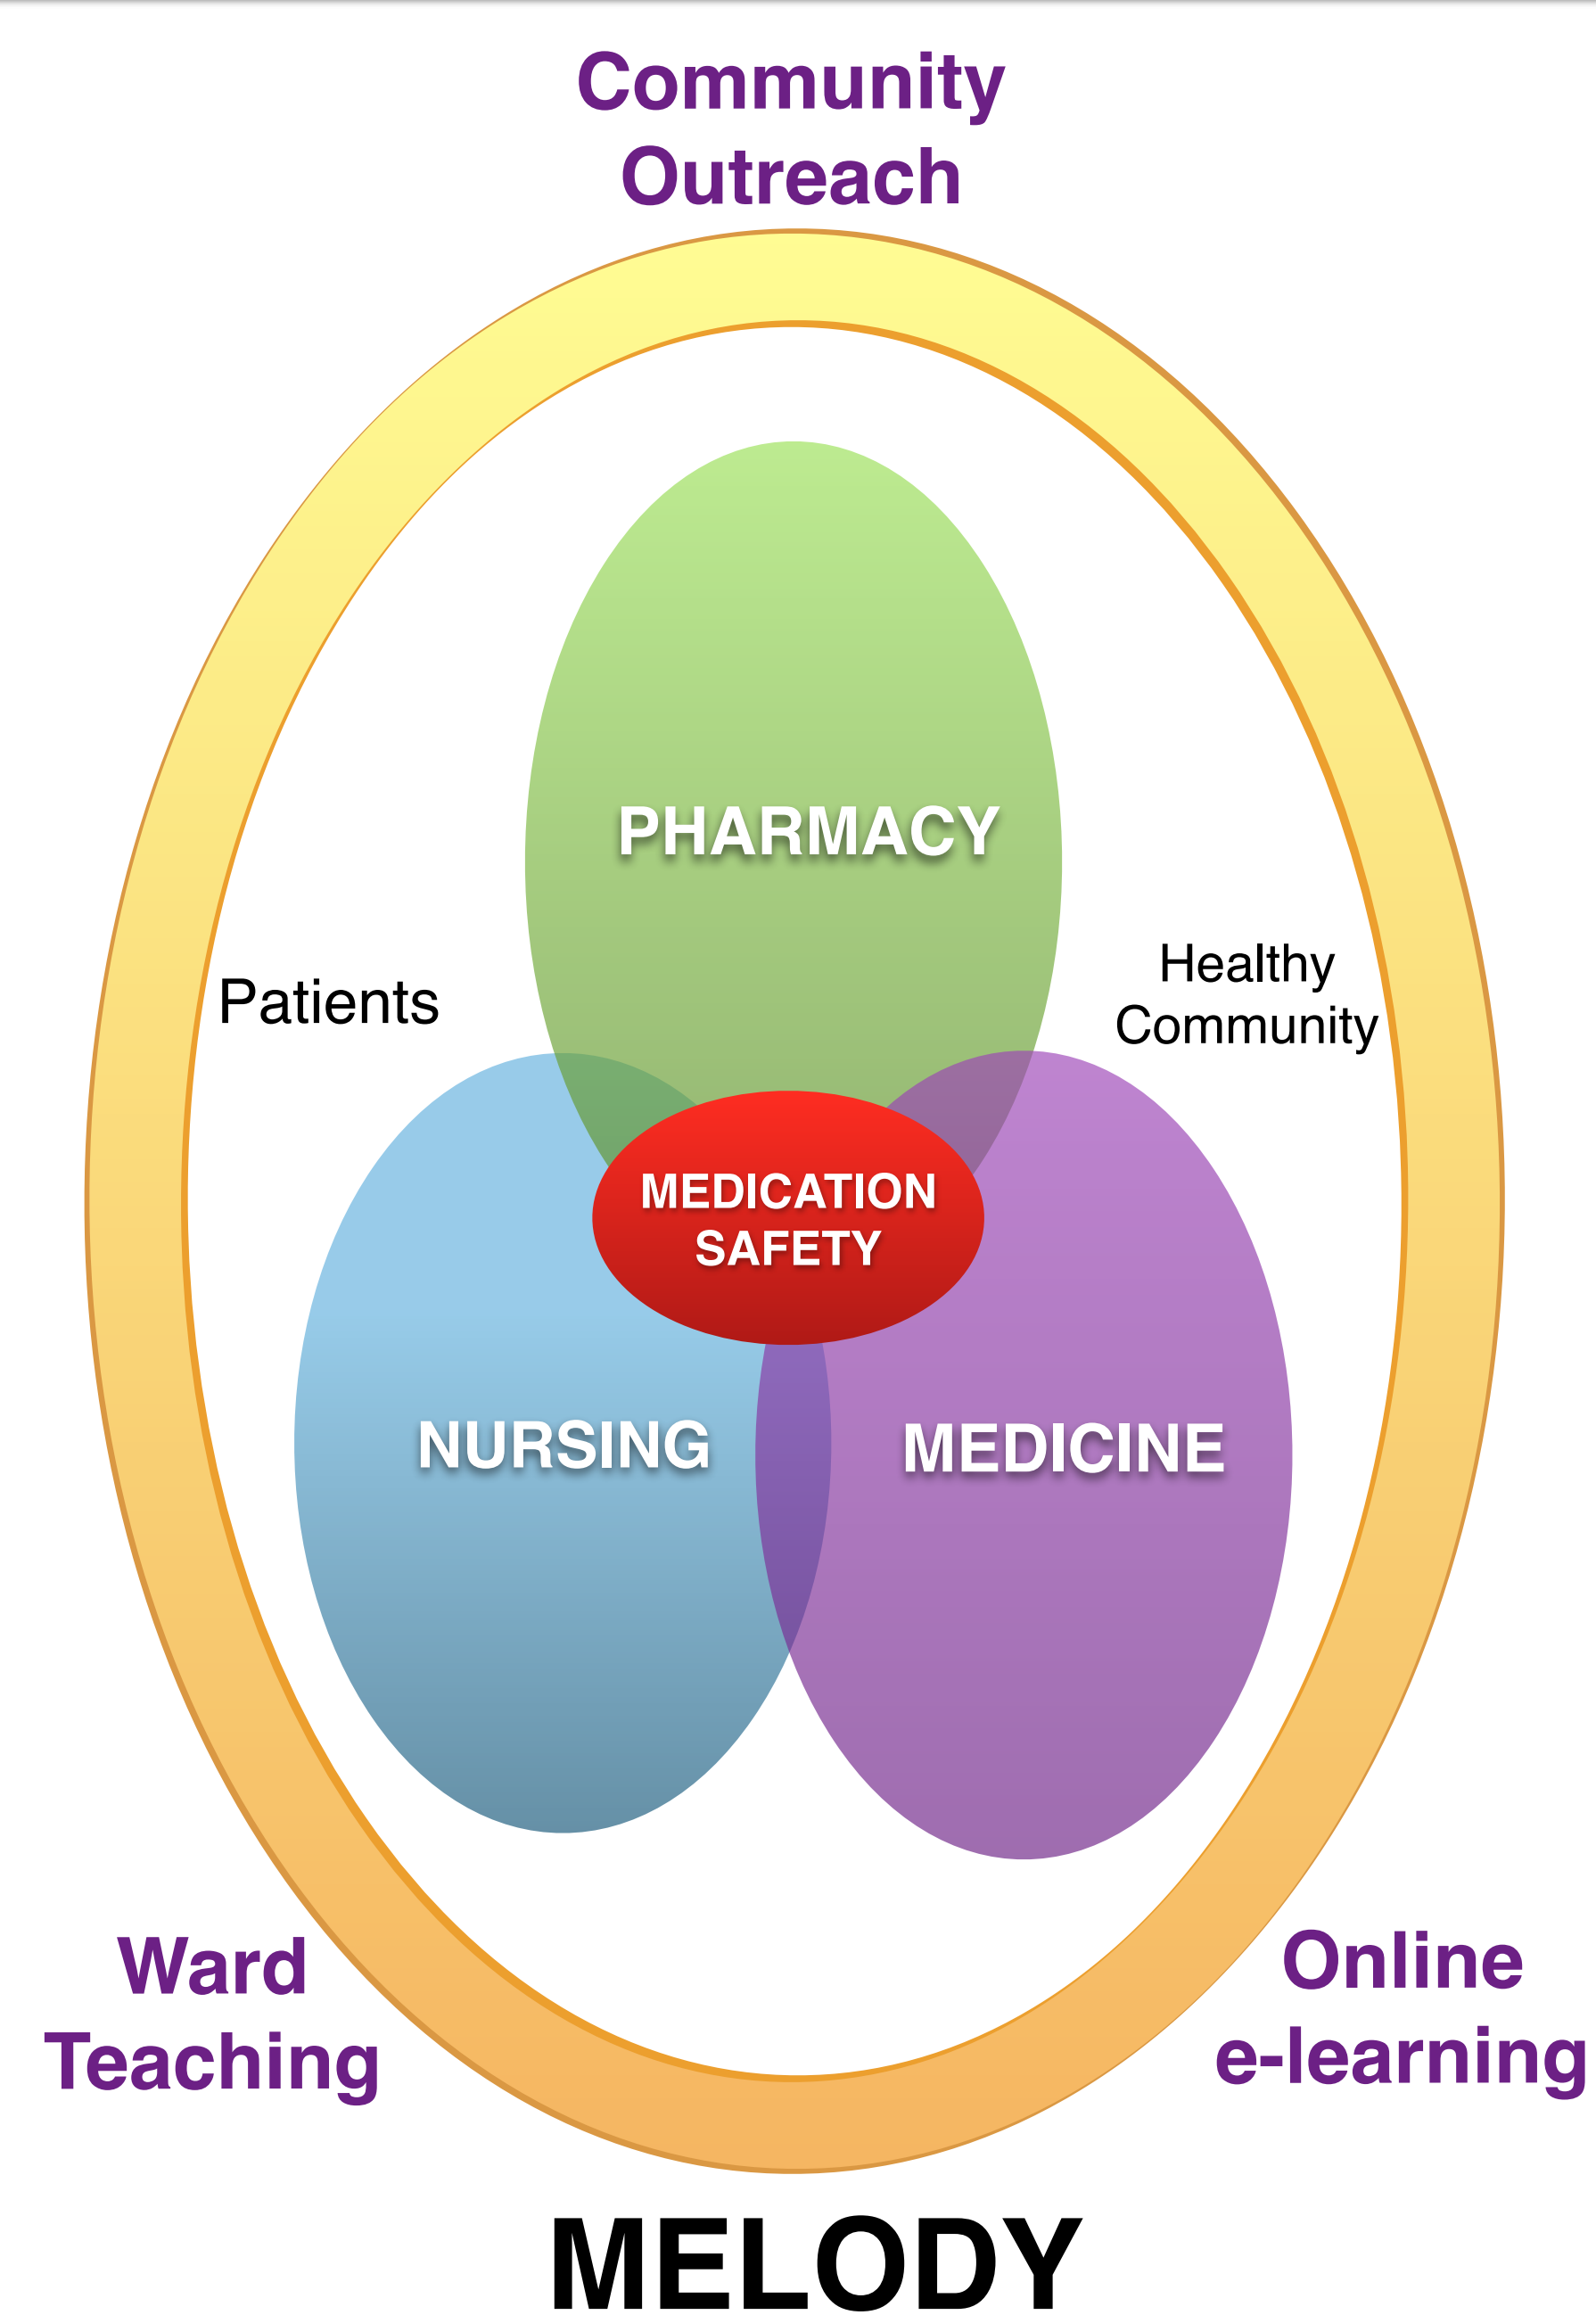 Community
Outreach
PHARMACY
Patients
Healthy
Community
MEDICATION
SAFETY
NURSING
MEDICINE
Ward
Teaching
Online
e-learning
MELODY